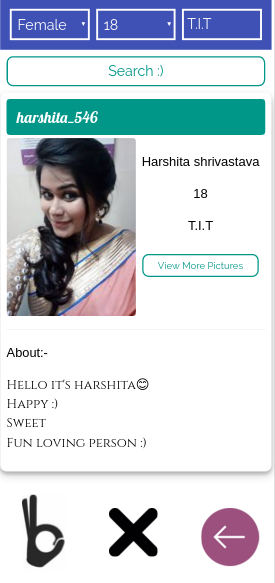 Female 18 T.I.T
Search :)
harshita_546
Harshita shrivastava
18
T.I.T
View More Pictures
About:-
Hello it's harshita😊
Happy :)
Sweet
Fun loving person :)